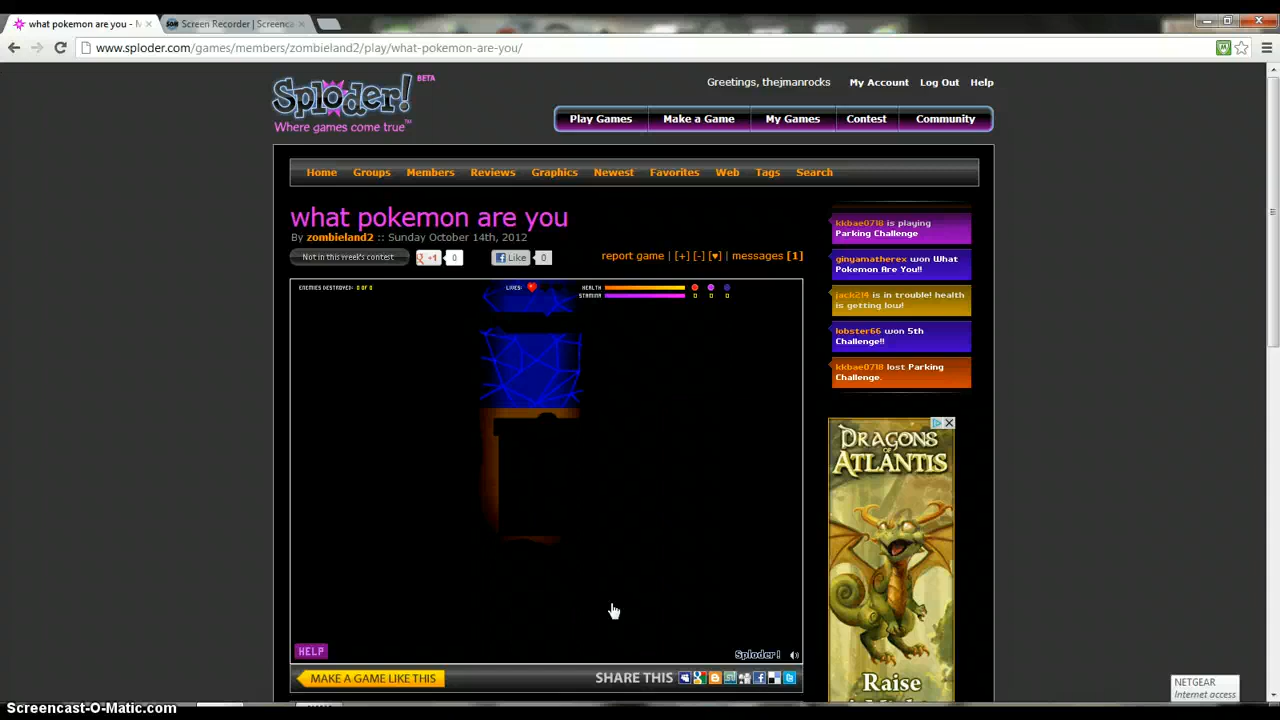 what pokemon are you - M
Screen Recorder | Screenca
www.sploder.com/games/members/zombieland2/play/what-pokemon-are-you/
Sploder!
BETA
Where games come true™
Greetings, thejmanrocks
My Account
Log Out
Help
Play Games
Make a Game
My Games
Contest
Community
Home
Groups
Members
Reviews
Graphics
Newest
Favorites
Web
Tags
Search
what pokemon are you
By zombieland2 :: Sunday October 14th, 2012
Not in this week's contest
+1
0
Like
0
report game | [+] [-] [♥] | messages [1]
ENEMIES DESTROYED: 0 OF 0
LIVES:
HEALTH
STAMINA
0
0
0
HELP
Sploder!
MAKE A GAME LIKE THIS
SHARE THIS
kkbae0718 is playing
Parking Challenge
ginyamatherex won What
Pokemon Are You!!
jack214 is in trouble! health
is getting low!
lobster66 won 5th
Challenge!!
kkbae0718 lost Parking
Challenge.
DRAGONS
OF
ATLANTIS
Raise
NETGEAR
Internet access
Screencast-O-Matic.com